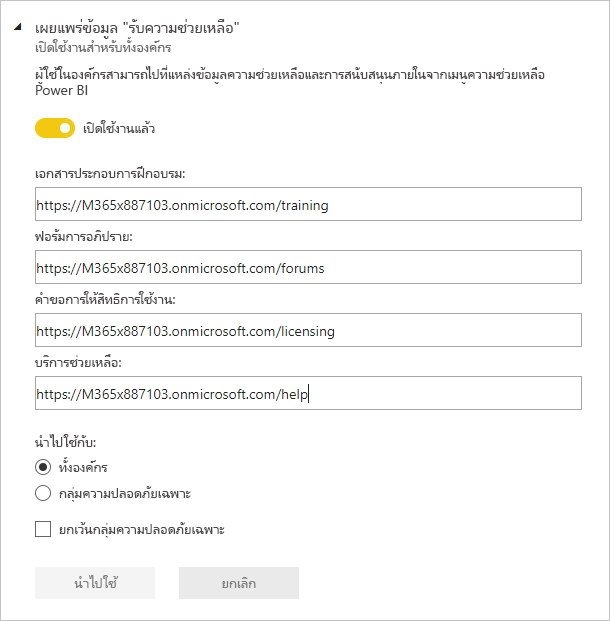 เผยแพร่ข้อมูล "รับความช่วยเหลือ"
เปิดใช้งานสำหรับทั้งองค์กร
ผู้ใช้ในองค์กรสามารถไปที่แหล่งข้อมูลความช่วยเหลือและการสนับสนุนภายในจากเมนูความช่วยเหลือ
Power BI
เปิดใช้งานแล้ว
เอกสารประกอบการฝึกอบรม:
https://M365x887103.onmicrosoft.com/training
ฟอรัมการอภิปราย:
https://M365x887103.onmicrosoft.com/forums
คำขอการให้สิทธิการใช้งาน:
https://M365x887103.onmicrosoft.com/licensing
บริการช่วยเหลือ:
https://M365x887103.onmicrosoft.com/help
นำไปใช้กับ:
ทั้งองค์กร
กลุ่มความปลอดภัยเฉพาะ
ยกเว้นกลุ่มความปลอดภัยเฉพาะ
นำไปใช้ ยกเลิก